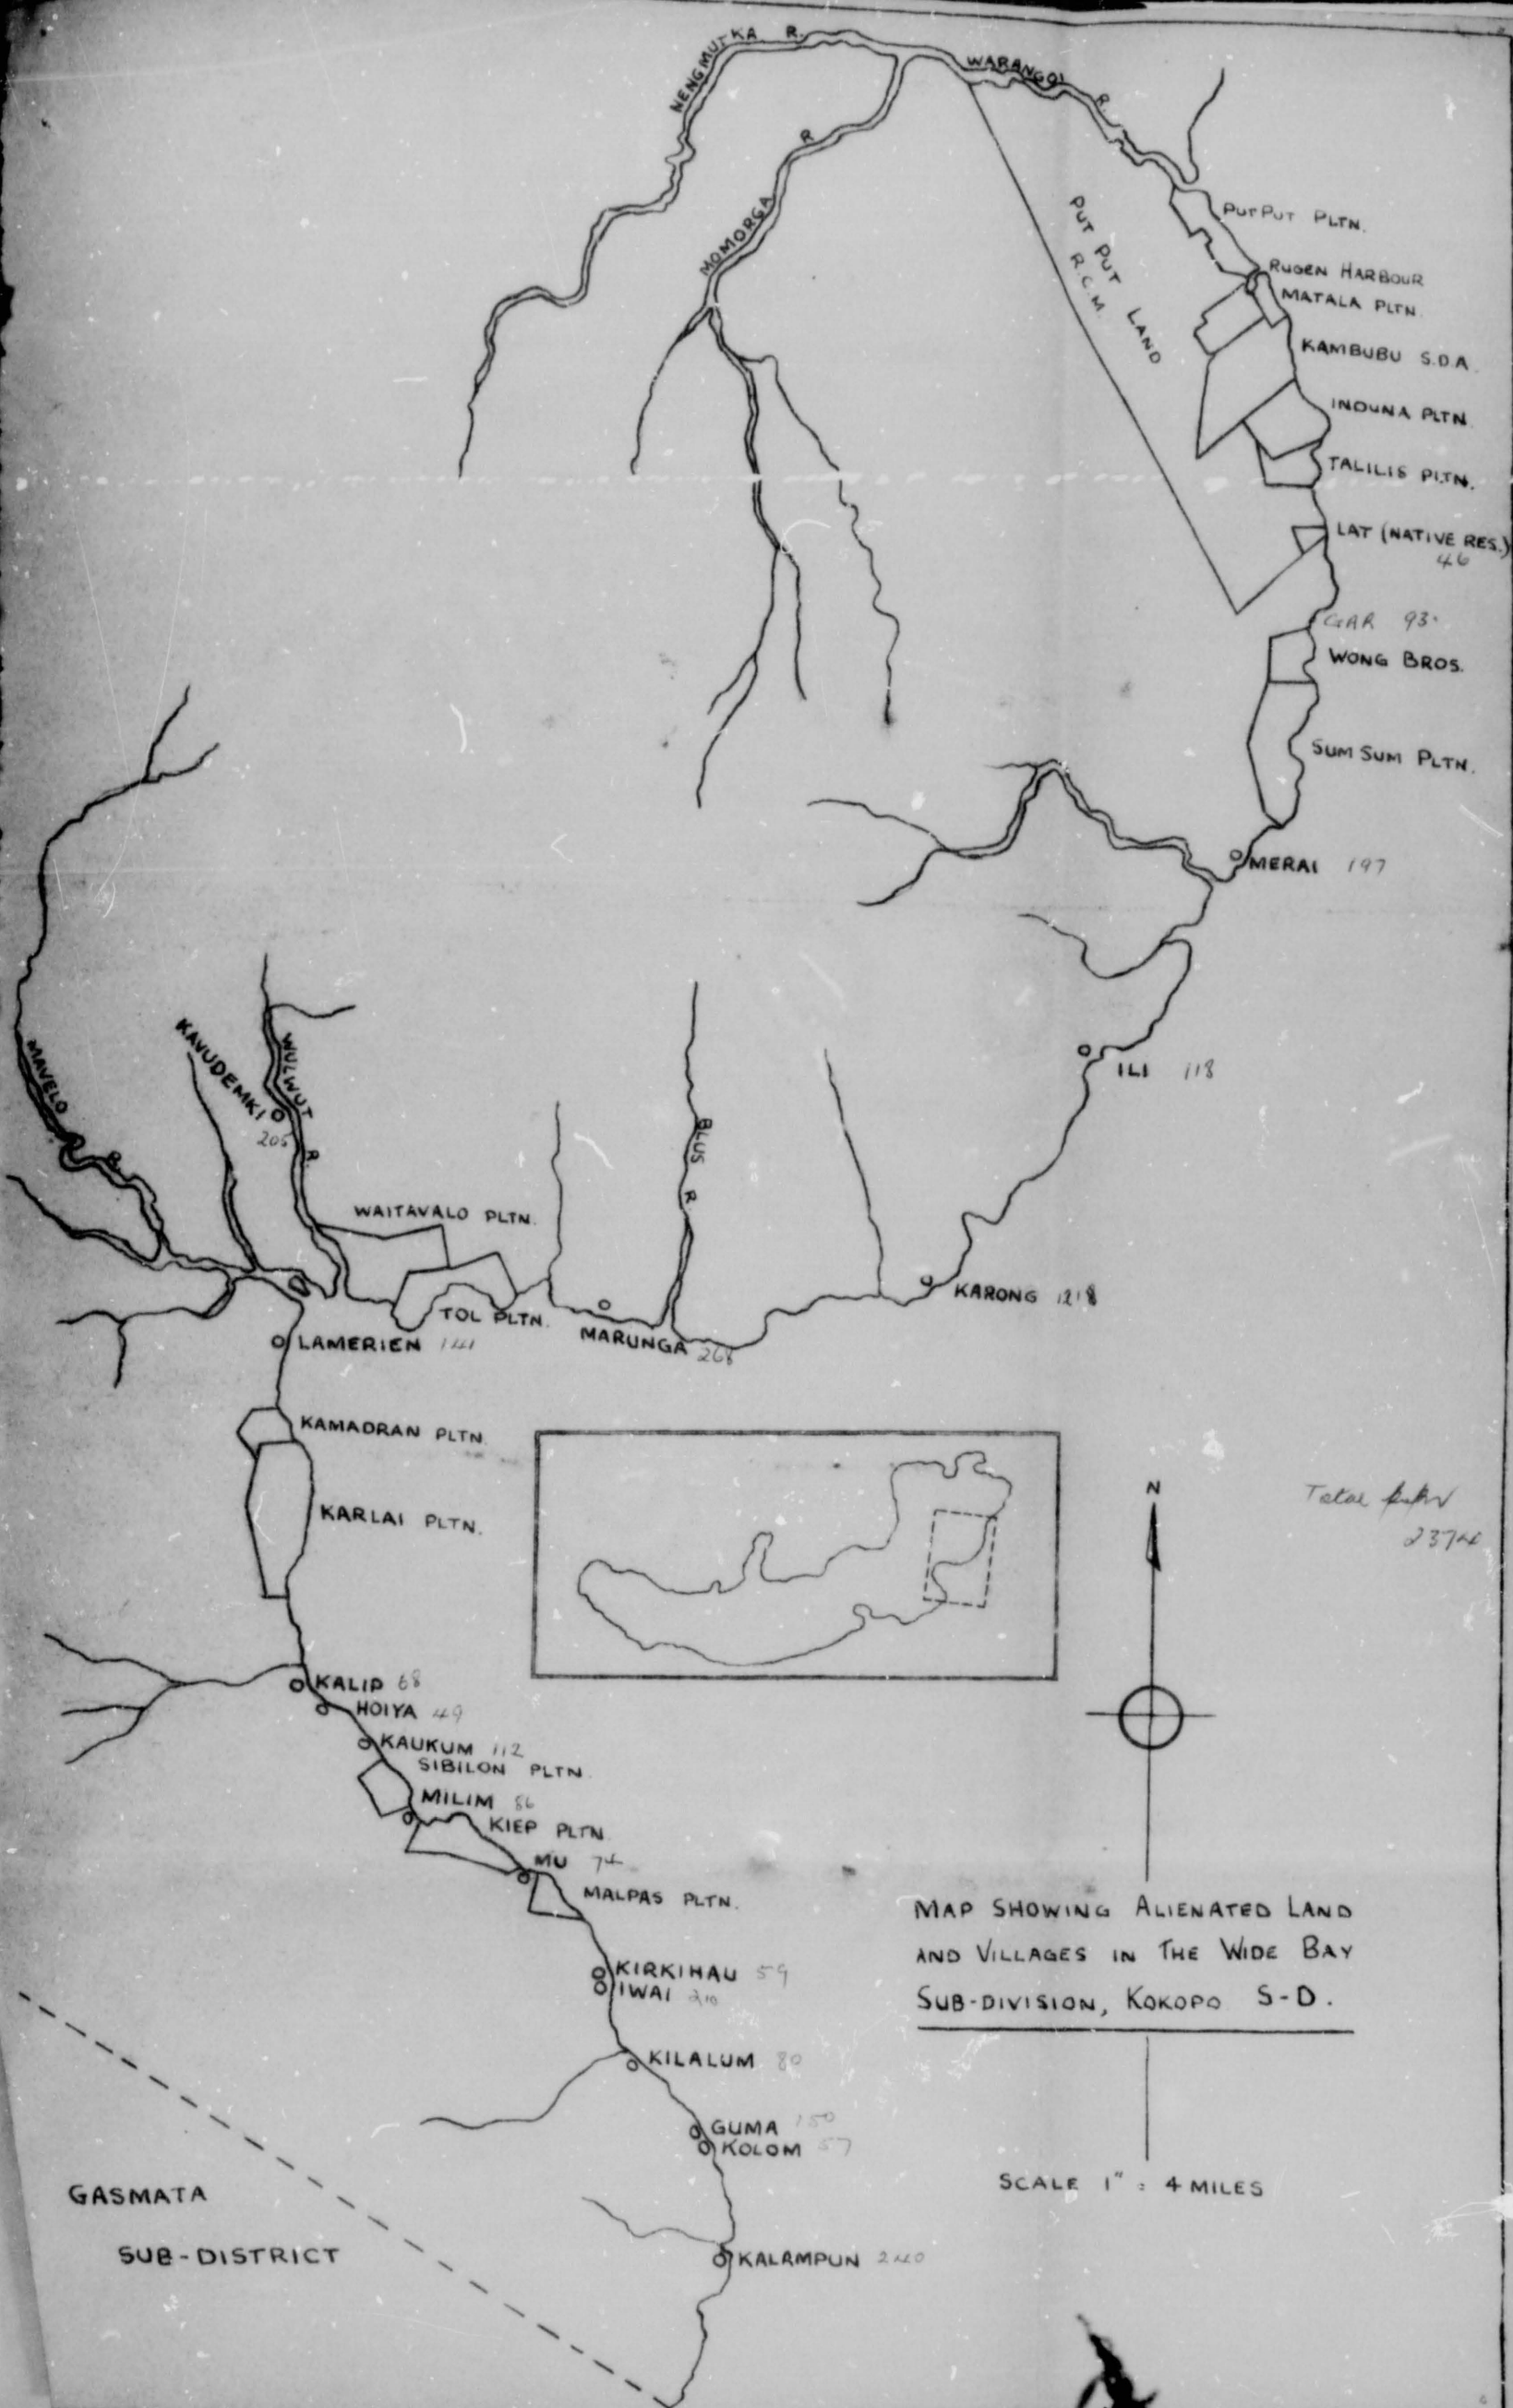 NENGMUTKA R.
WARANGOI R.
MOMORGA R
PUT PUT LAND
R.C.M.
PUTPUT PLTN.
RUGEN HARBOUR
MATALA PLTN.
KAMBUBU S.D.A.
INDUNA PLTN.
TALILIS PLTN.
LAT (NATIVE RES.)
46
GAR 93
WONG BROS.
SUM SUM PLTN.
MERAI 197
ILI 118
MAVELO R.
KAVUDEMKI
205
WULWUT R.
BLUS R.
WAITAVALO PLTN.
TOL PLTN.
MARUNGA 268
KARONG
LAMERIEN 141
KAMADRAN PLTN.
KARLAI PLTN.
N
Total
2374
KALIP 68
HOIYA 49
KAUKUM 112
SIBILON PLTN.
MILIM 86
KIEP PLTN.
MU 74
MALPAS PLTN.
MAP SHOWING ALIENATED LAND
AND VILLAGES IN THE WIDE BAY
SUB-DIVISION, KOKOPO S-D.
KIRKIHAU 59
IWAI 210
KILALUM 80
GUMA 150
KOLOM 57
SCALE 1" = 4 MILES
GASMATA
SUB-DISTRICT
KALAMPUN 240